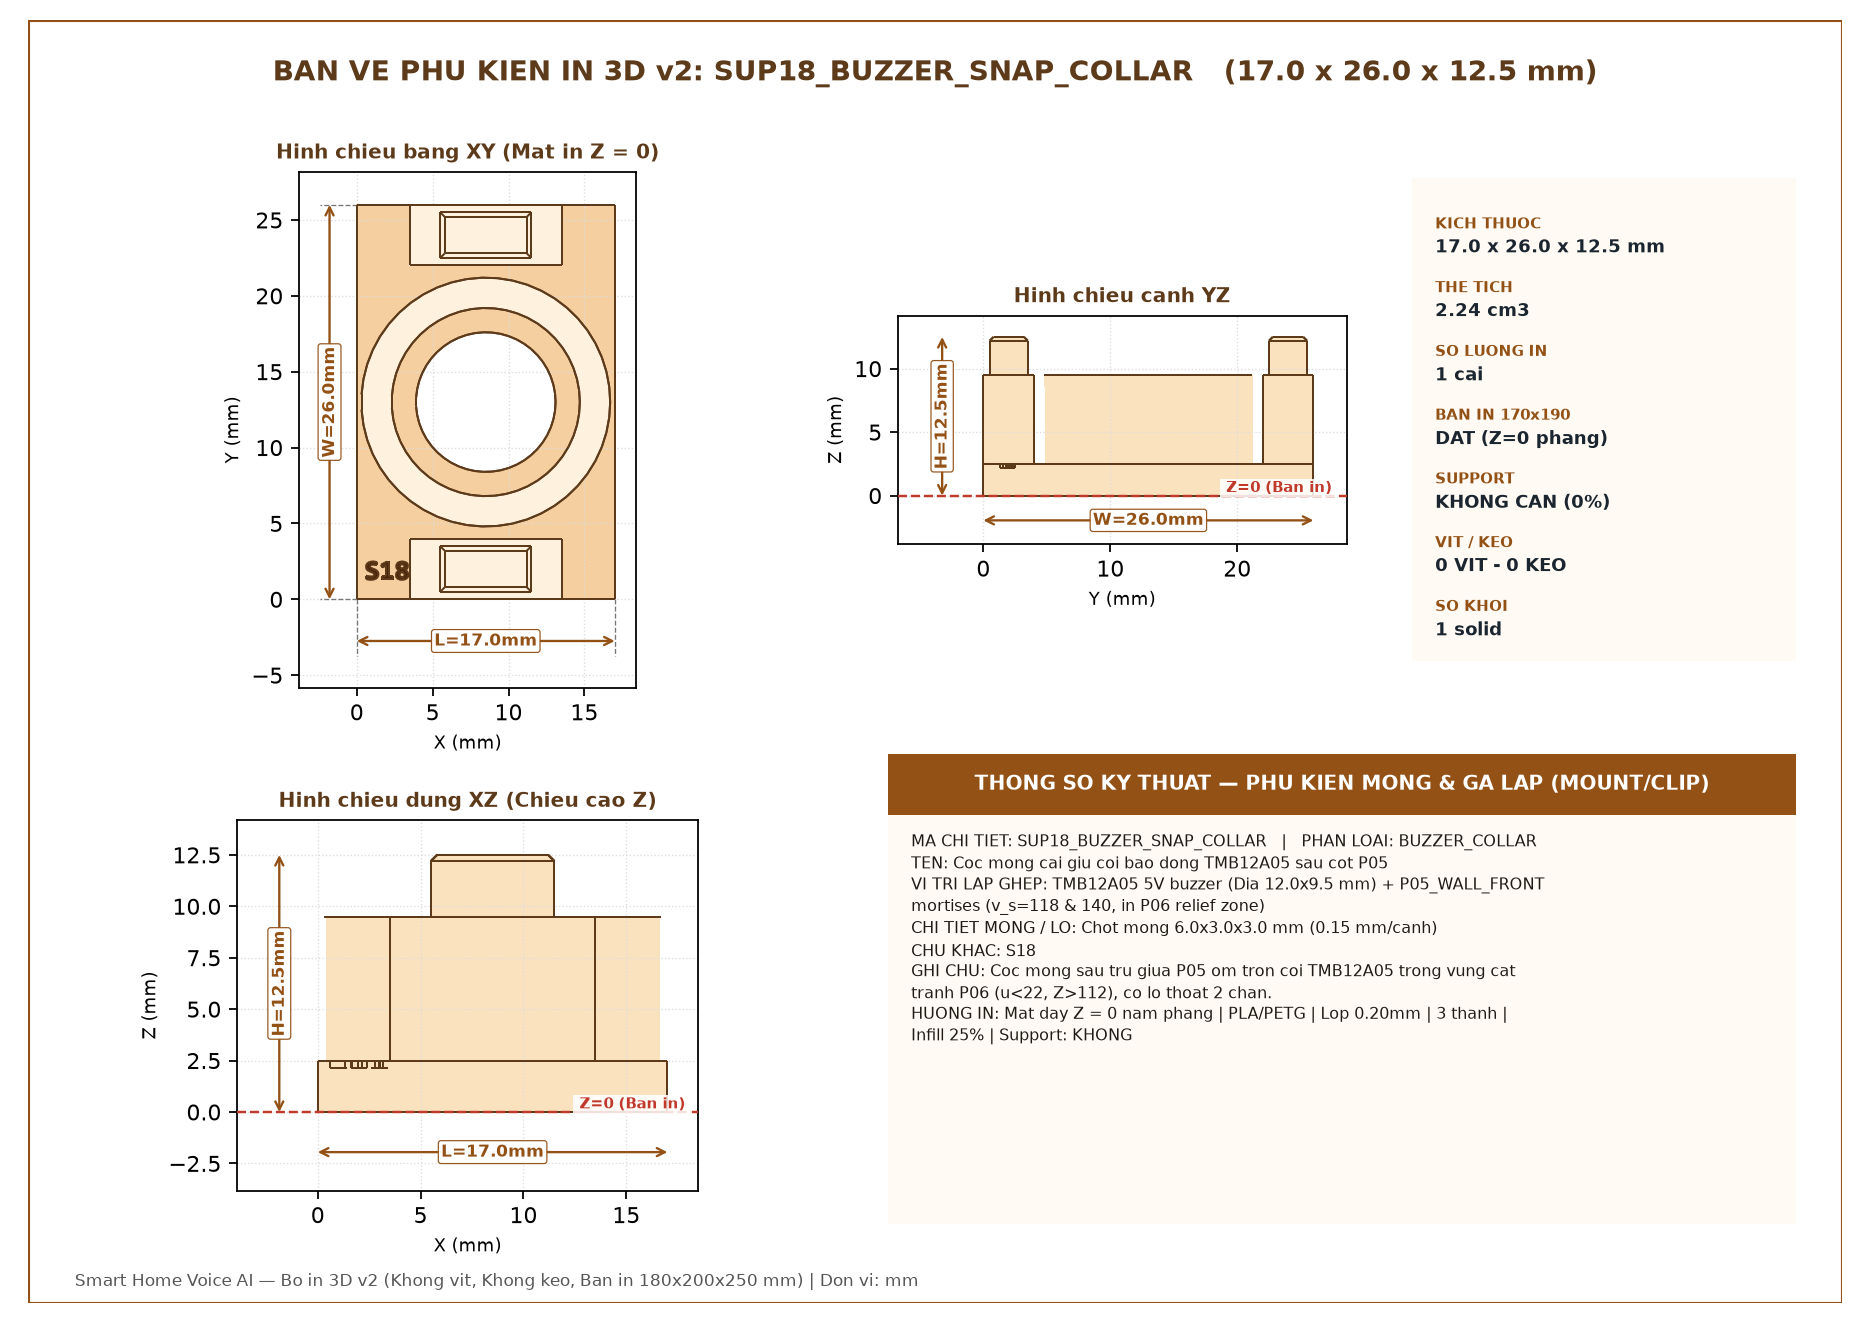 BAN VE PHU KIEN IN 3D v2: SUP18_BUZZER_SNAP_COLLAR (17.0 x 26.0 x 12.5 mm)
Hinh chieu bang XY (Mat in Z = 0)
25
20
15
10
5
0
−5
Y (mm)
W=26.0mm
S18
L=17.0mm
0 5 10 15
X (mm)
Hinh chieu canh YZ
10
5
0
Z (mm)
H=12.5mm
Z=0 (Ban in)
W=26.0mm
0 10 20
Y (mm)
KICH THUOC
17.0 x 26.0 x 12.5 mm
THE TICH
2.24 cm3
SO LUONG IN
1 cai
BAN IN 170x190
DAT (Z=0 phang)
SUPPORT
KHONG CAN (0%)
VIT / KEO
0 VIT - 0 KEO
SO KHOI
1 solid
Hinh chieu dung XZ (Chieu cao Z)
12.5
10.0
7.5
5.0
2.5
0.0
−2.5
Z (mm)
H=12.5mm
Z=0 (Ban in)
L=17.0mm
0 5 10 15
X (mm)
THONG SO KY THUAT — PHU KIEN MONG & GA LAP (MOUNT/CLIP)
MA CHI TIET: SUP18_BUZZER_SNAP_COLLAR | PHAN LOAI: BUZZER_COLLAR
TEN: Coc mong cai giu coi bao dong TMB12A05 sau cot P05
VI TRI LAP GHEP: TMB12A05 5V buzzer (Dia 12.0x9.5 mm) + P05_WALL_FRONT
mortises (v_s=118 & 140, in P06 relief zone)
CHI TIET MONG / LO: Chot mong 6.0x3.0x3.0 mm (0.15 mm/canh)
CHU KHAC: S18
GHI CHU: Coc mong sau tru giua P05 om tron coi TMB12A05 trong vung cat
tranh P06 (u<22, Z>112), co lo thoat 2 chan.
HUONG IN: Mat day Z = 0 nam phang | PLA/PETG | Lop 0.20mm | 3 thanh |
Infill 25% | Support: KHONG
Smart Home Voice AI — Bo in 3D v2 (Khong vit, Khong keo, Ban in 180x200x250 mm) | Don vi: mm